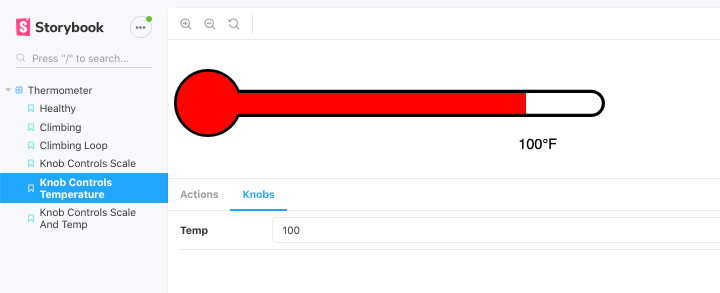 Storybook
Press "/" to search...
Thermometer
Healthy
Climbing
Climbing Loop
Knob Controls Scale
Knob Controls
Temperature
Knob Controls Scale
And Temp
100°F
Actions Knobs
Temp 100